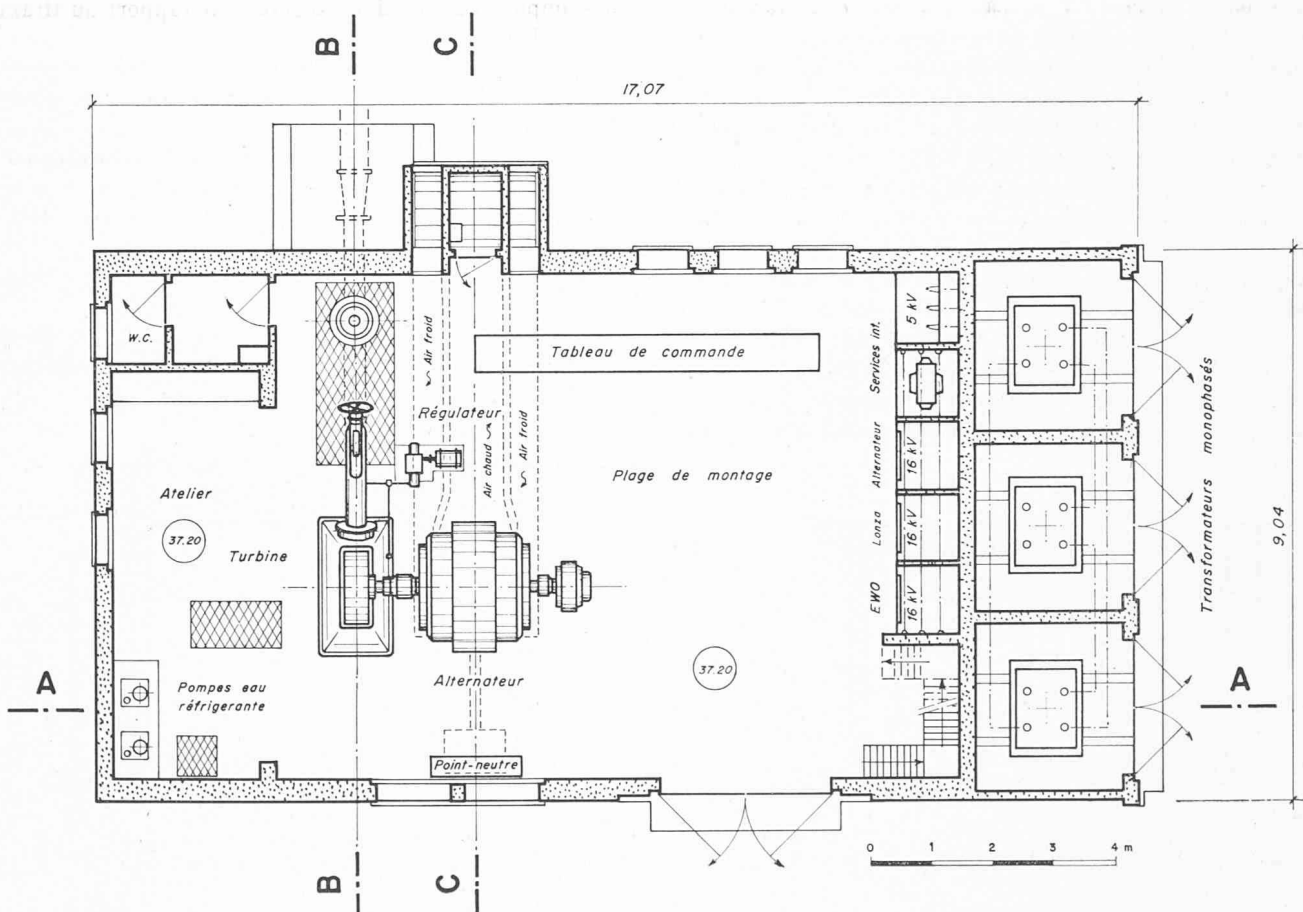 B
C
17,07
W.C.
Air froid
Tableau de commande
Services int.
5 kV
Régulateur
Air chaud
Air froid
Plage de montage
Alternateur
16 kV
Lonza
16 kV
EWO
16 kV
Transformateurs monophasés
9,04
Atelier
37.20
Turbine
37.20
A
Pompes eau
réfrigerante
Alternateur
A
Point-neutre
0 1 2 3 4 m
B
C